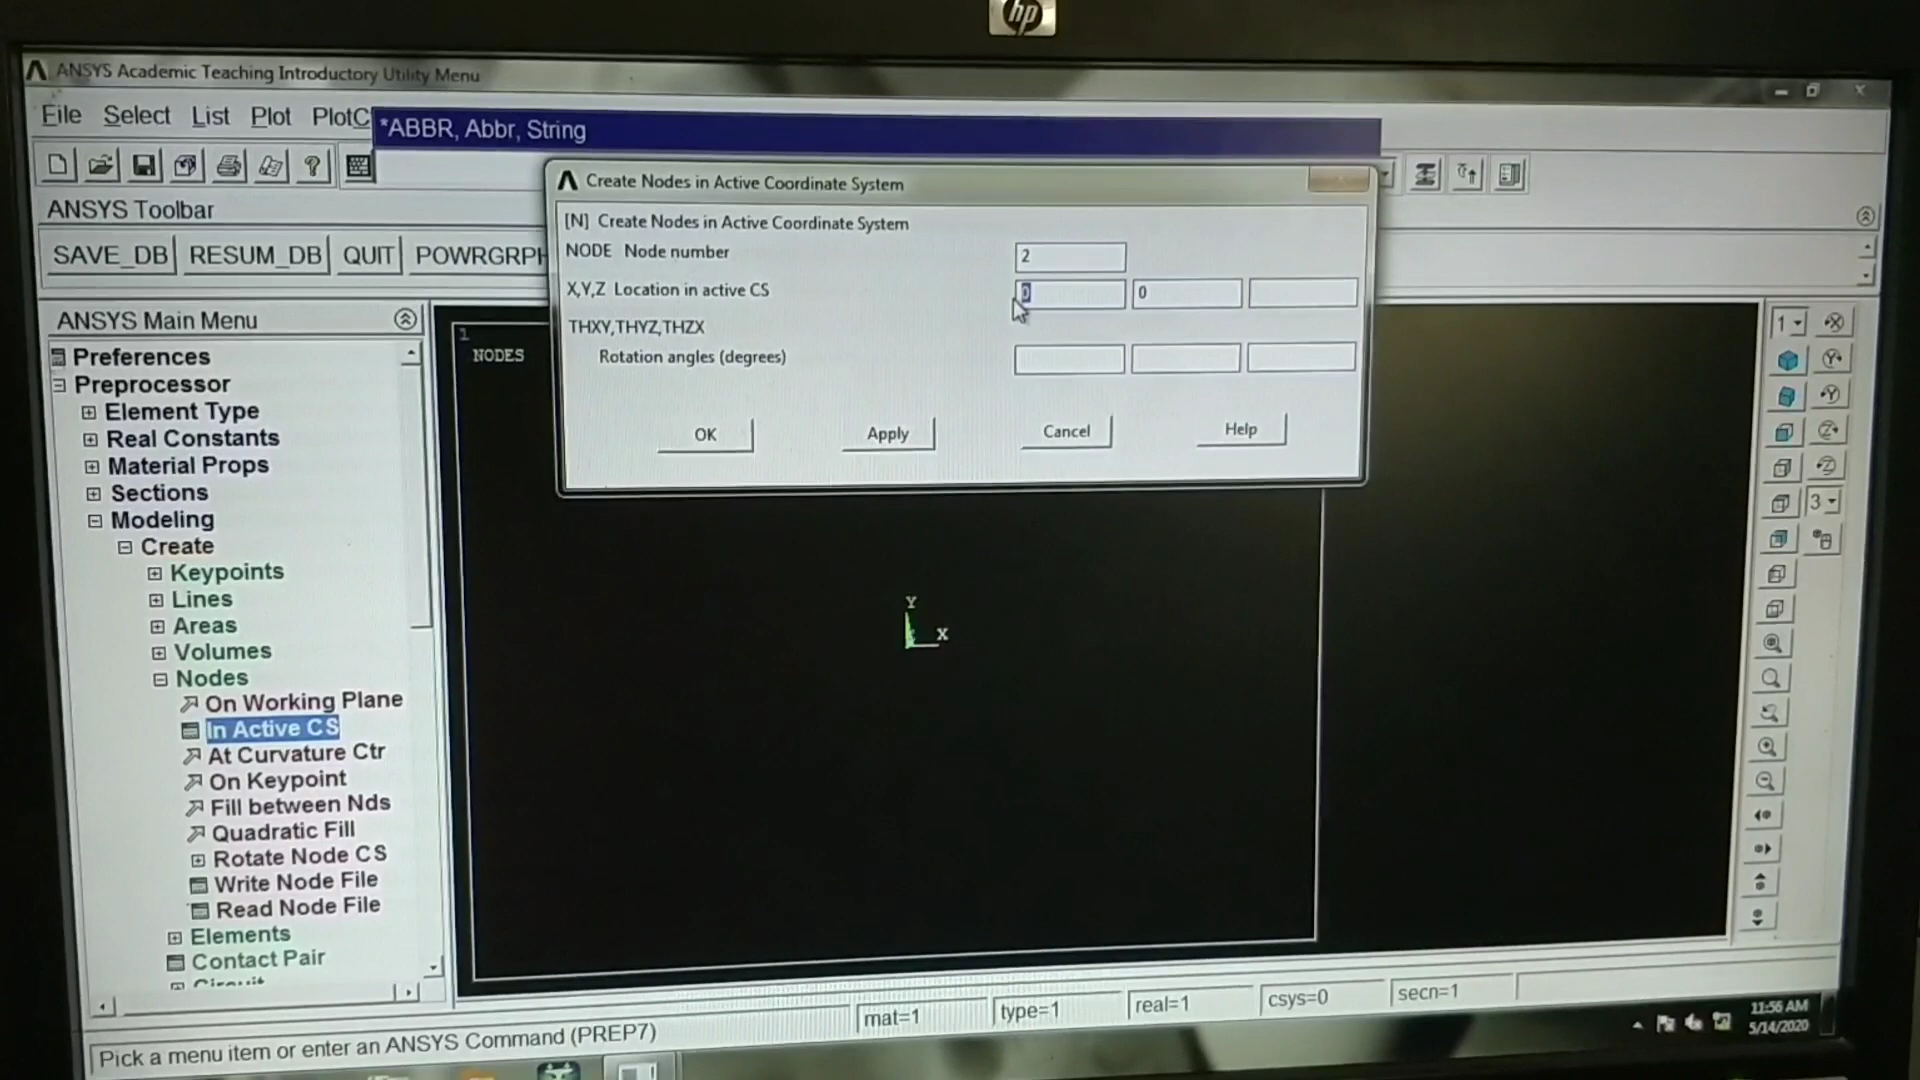 hp
ANSYS Academic Teaching Introductory Utility Menu
File Select List Plot PlotC
*ABBR, Abbr, String
ANSYS Toolbar
SAVE_DB RESUM_DB QUIT POWRGRPH
Create Nodes in Active Coordinate System
[N] Create Nodes in Active Coordinate System
NODE Node number 2
X,Y,Z Location in active CS 0 0
THXY,THYZ,THZX
Rotation angles (degrees)
OK Apply Cancel Help
ANSYS Main Menu
Preferences
Preprocessor
Element Type
Real Constants
Material Props
Sections
Modeling
Create
Keypoints
Lines
Areas
Volumes
Nodes
On Working Plane
In Active CS
At Curvature Ctr
On Keypoint
Fill between Nds
Quadratic Fill
Rotate Node CS
Write Node File
Read Node File
Elements
Contact Pair
Circuit
1
NODES
Y
X
1
3
Pick a menu item or enter an ANSYS Command (PREP7)
mat=1 type=1 real=1 csys=0 secn=1
11:56 AM
5/14/2020